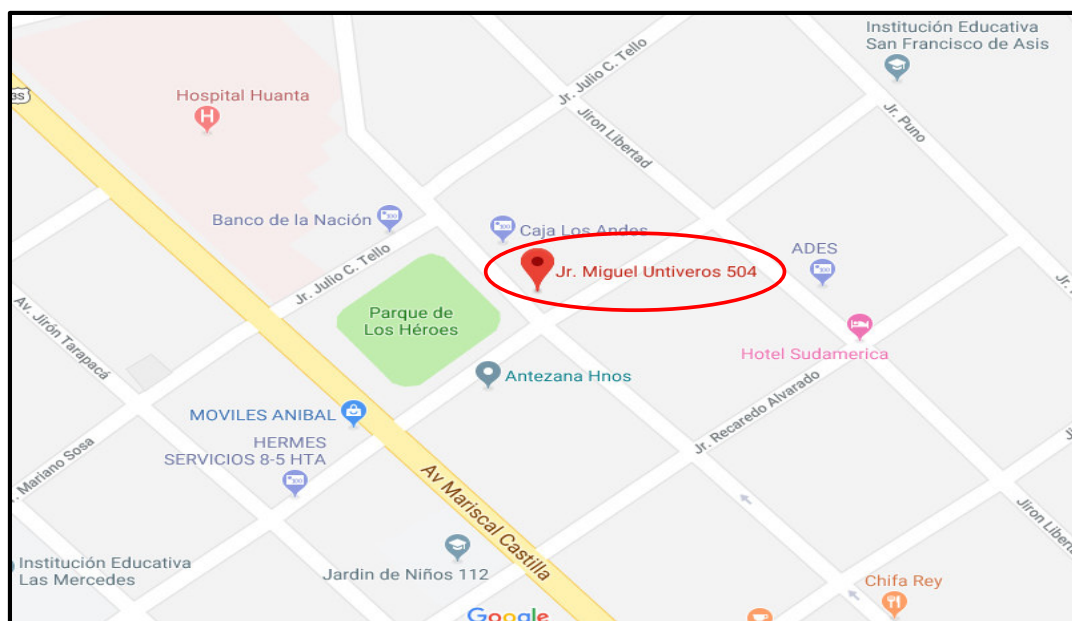 Institución Educativa
San Francisco de Asis
Jr. Julio C. Tello
Hospital Huanta
Jiron Libertad
Jr. Puno
Banco de la Nación
Caja Los Andes
ADES
Jr. Miguel Untiveros 504
Jr. Julio C. Tello
Av. Jirón Tarapacá
Parque de
Los Héroes
Hotel Sudamerica
Antezana Hnos
Jr. Recaredo Alvarado
MOVILES ANIBAL
HERMES
SERVICIOS 8-5 HTA
Mariano Sosa
Av Mariscal Castilla
Jiron Libert
Institución Educativa
Las Mercedes
Jardin de Niños 112
Chifa Rey
Google